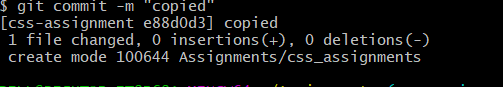 $ git commit -m "copied"
[css-assignment e88d0d3] copied
1 file changed, 0 insertions(+), 0 deletions(-)
create mode 100644 Assignments/css_assignments